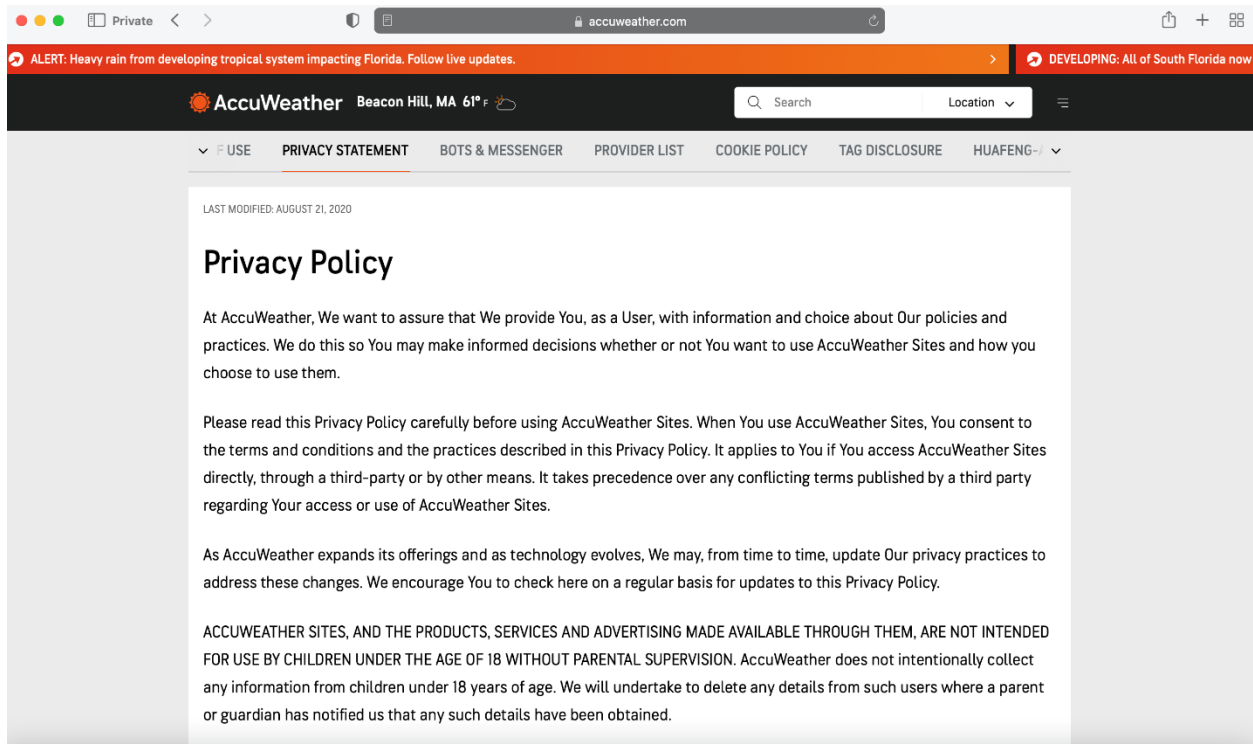 Private
accuweather.com
ALERT: Heavy rain from developing tropical system impacting Florida. Follow live updates.
DEVELOPING: All of South Florida now
AccuWeather Beacon Hill, MA 61° F
Search Location
F USE PRIVACY STATEMENT BOTS & MESSENGER PROVIDER LIST COOKIE POLICY TAG DISCLOSURE HUAFENG-
LAST MODIFIED: AUGUST 21, 2020
Privacy Policy
At AccuWeather, We want to assure that We provide You, as a User, with information and choice about Our policies and
practices. We do this so You may make informed decisions whether or not You want to use AccuWeather Sites and how you
choose to use them.
Please read this Privacy Policy carefully before using AccuWeather Sites. When You use AccuWeather Sites, You consent to
the terms and conditions and the practices described in this Privacy Policy. It applies to You if You access AccuWeather Sites
directly, through a third-party or by other means. It takes precedence over any conflicting terms published by a third party
regarding Your access or use of AccuWeather Sites.
As AccuWeather expands its offerings and as technology evolves, We may, from time to time, update Our privacy practices to
address these changes. We encourage You to check here on a regular basis for updates to this Privacy Policy.
ACCUWEATHER SITES, AND THE PRODUCTS, SERVICES AND ADVERTISING MADE AVAILABLE THROUGH THEM, ARE NOT INTENDED
FOR USE BY CHILDREN UNDER THE AGE OF 18 WITHOUT PARENTAL SUPERVISION. AccuWeather does not intentionally collect
any information from children under 18 years of age. We will undertake to delete any details from such users where a parent
or guardian has notified us that any such details have been obtained.